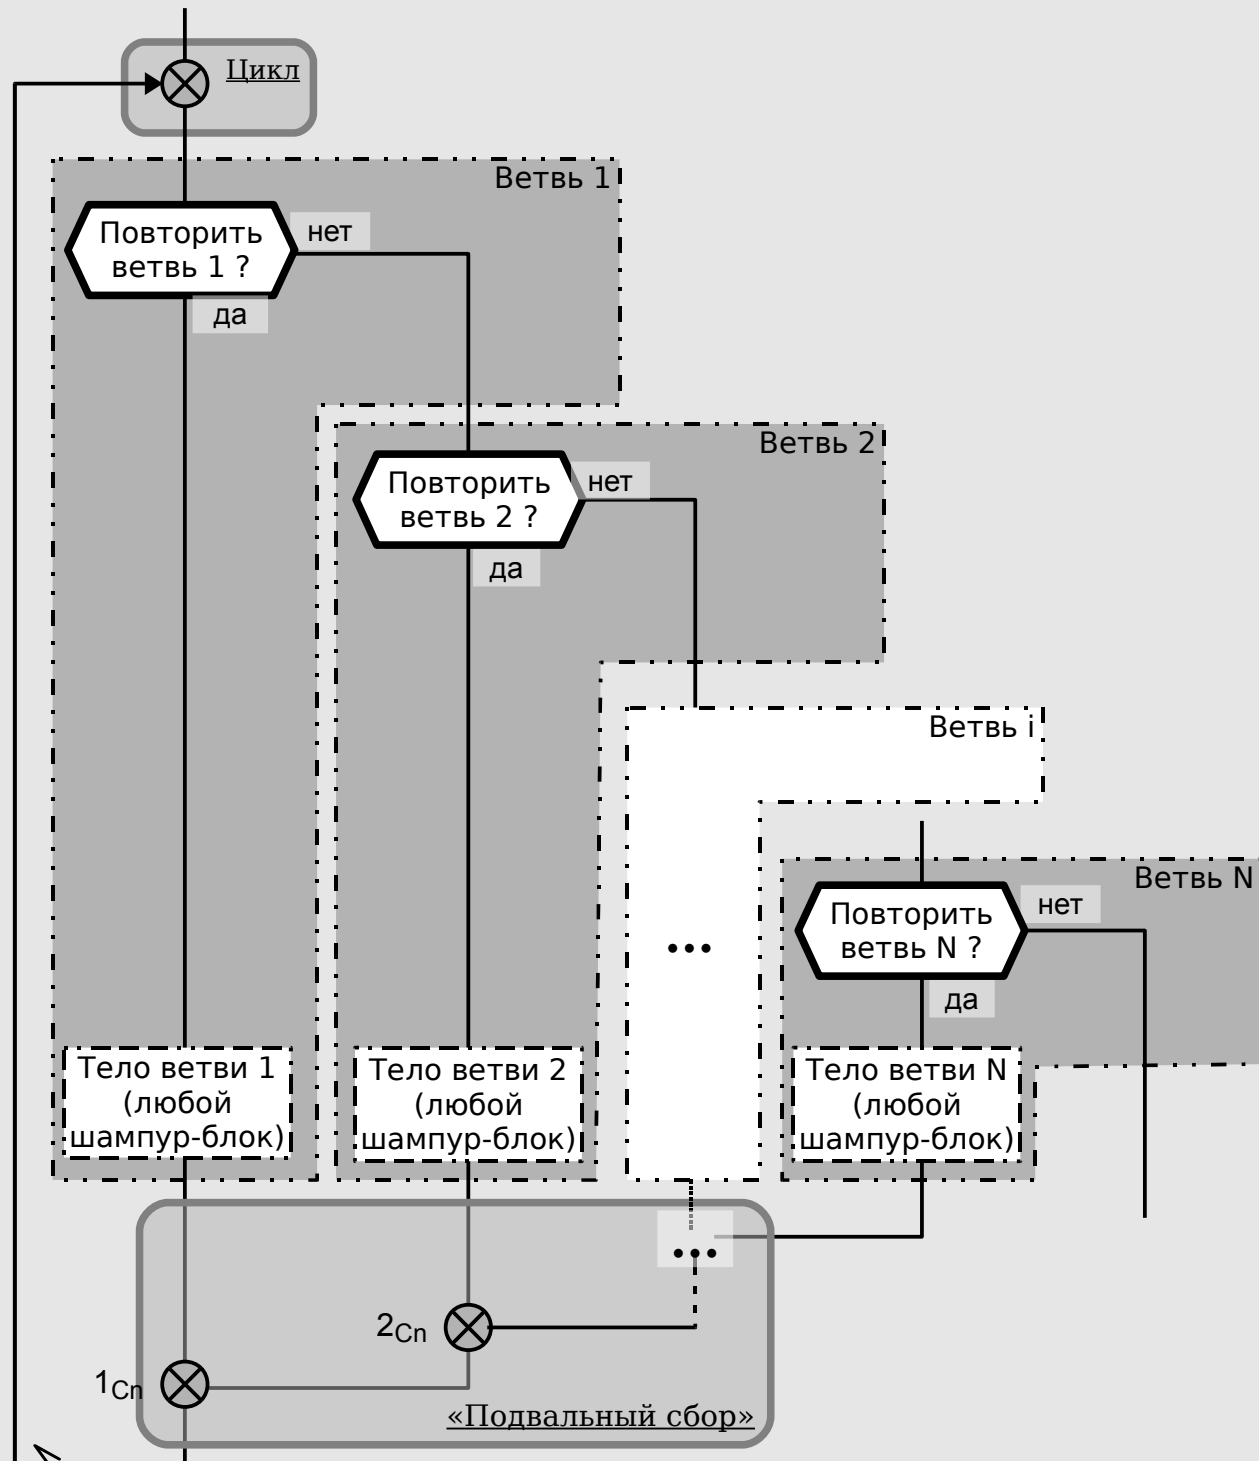 Цикл
Ветвь 1
Повторить
ветвь 1 ?
нет
да
Ветвь 2
Повторить
ветвь 2 ?
нет
да
Ветвь i
...
Ветвь N
Повторить
ветвь N ?
нет
да
Тело ветви 1
(любой
шампур-блок)
Тело ветви 2
(любой
шампур-блок)
Тело ветви N
(любой
шампур-блок)
...
2Сп
1Сп
«Подвальный сбор»